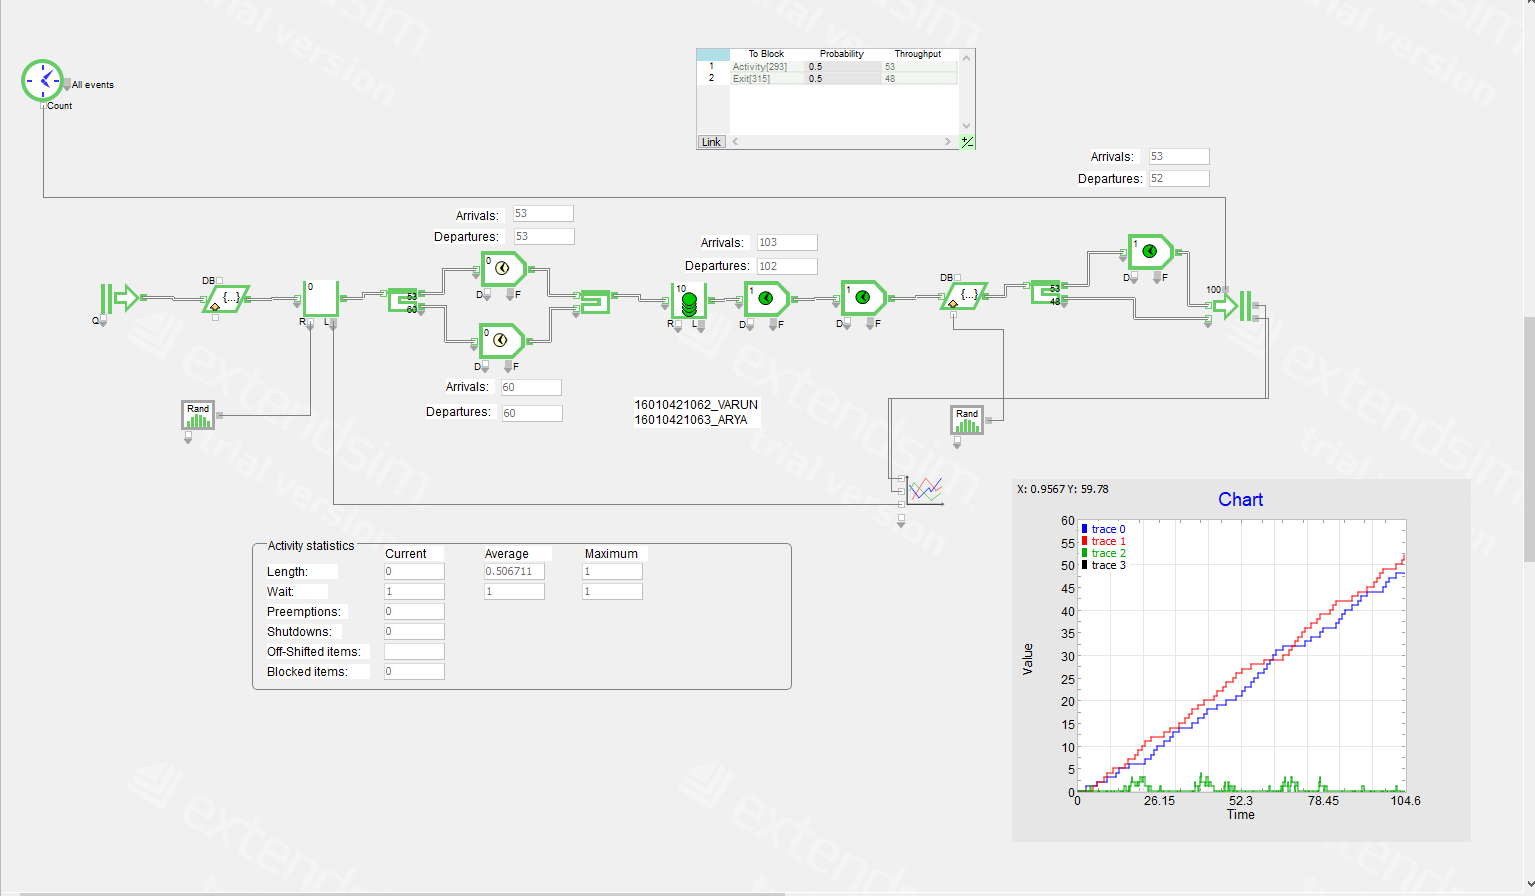 To Block Probability Throughput
1 Activity[293] 0.5 53
2 Exit[315] 0.5 48
Link
All events
Count
Arrivals: 53
Departures: 52
Arrivals: 53
Departures: 53
Arrivals: 103
Departures: 102
DB
{...}
Q
0
R L
53
60
0
D F
0
D F
10
R L
1
D F
1
D F
DB
{...}
53
48
1
D F
100
Rand
Arrivals: 60
Departures: 60
16010421062_VARUN
16010421063_ARYA
Rand
Activity statistics
Current Average Maximum
Length: 0 0.506711 1
Wait: 1 1 1
Preemptions: 0
Shutdowns: 0
Off-Shifted items:
Blocked items: 0
X: 0.9567 Y: 59.78
Chart
trace 0
trace 1
trace 2
trace 3
Value
60
55
50
45
40
35
30
25
20
15
10
5
0
0 26.15 52.3 78.45 104.6
Time
extendsim
trial version